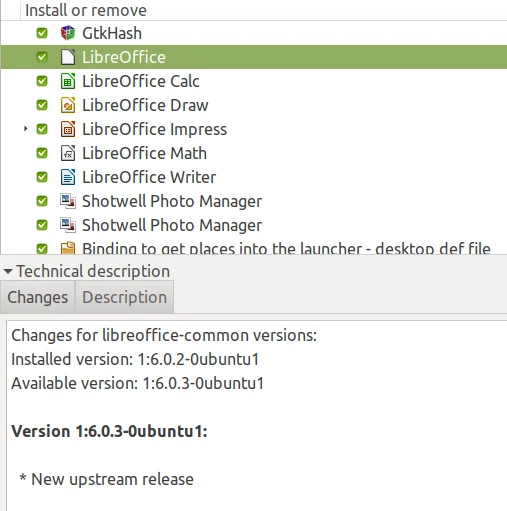 Install or remove
GtkHash
LibreOffice
LibreOffice Calc
LibreOffice Draw
LibreOffice Impress
LibreOffice Math
LibreOffice Writer
Shotwell Photo Manager
Shotwell Photo Manager
Binding to get places into the launcher - desktop def file
Technical description
Changes Description
Changes for libreoffice-common versions:
Installed version: 1:6.0.2-0ubuntu1
Available version: 1:6.0.3-0ubuntu1
Version 1:6.0.3-0ubuntu1:
* New upstream release